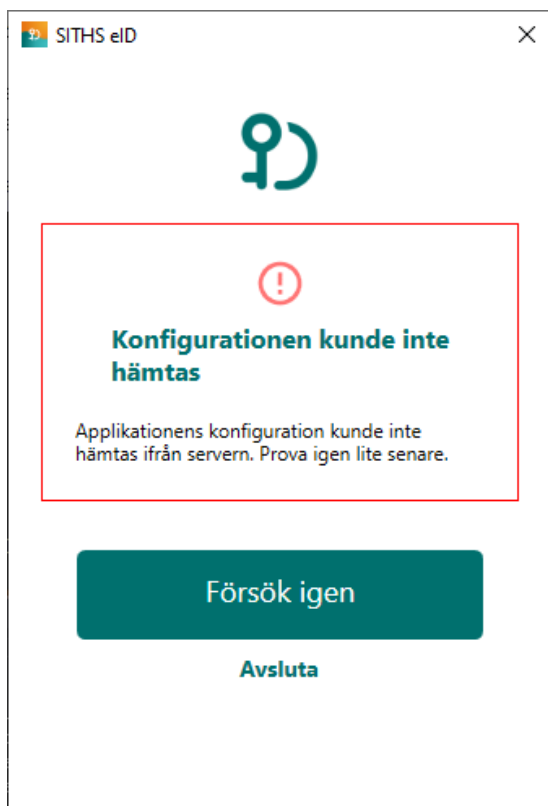 SITHS eID
Konfigurationen kunde inte
hämtas
Applikationens konfiguration kunde inte
hämtas ifrån servern. Prova igen lite senare.
Försök igen
Avsluta